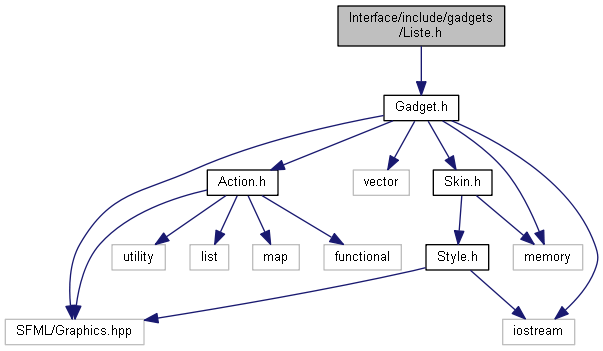 Interface/include/gadgets
/Liste.h
Gadget.h
Action.h
vector
Skin.h
utility
list
map
functional
Style.h
memory
SFML/Graphics.hpp
iostream